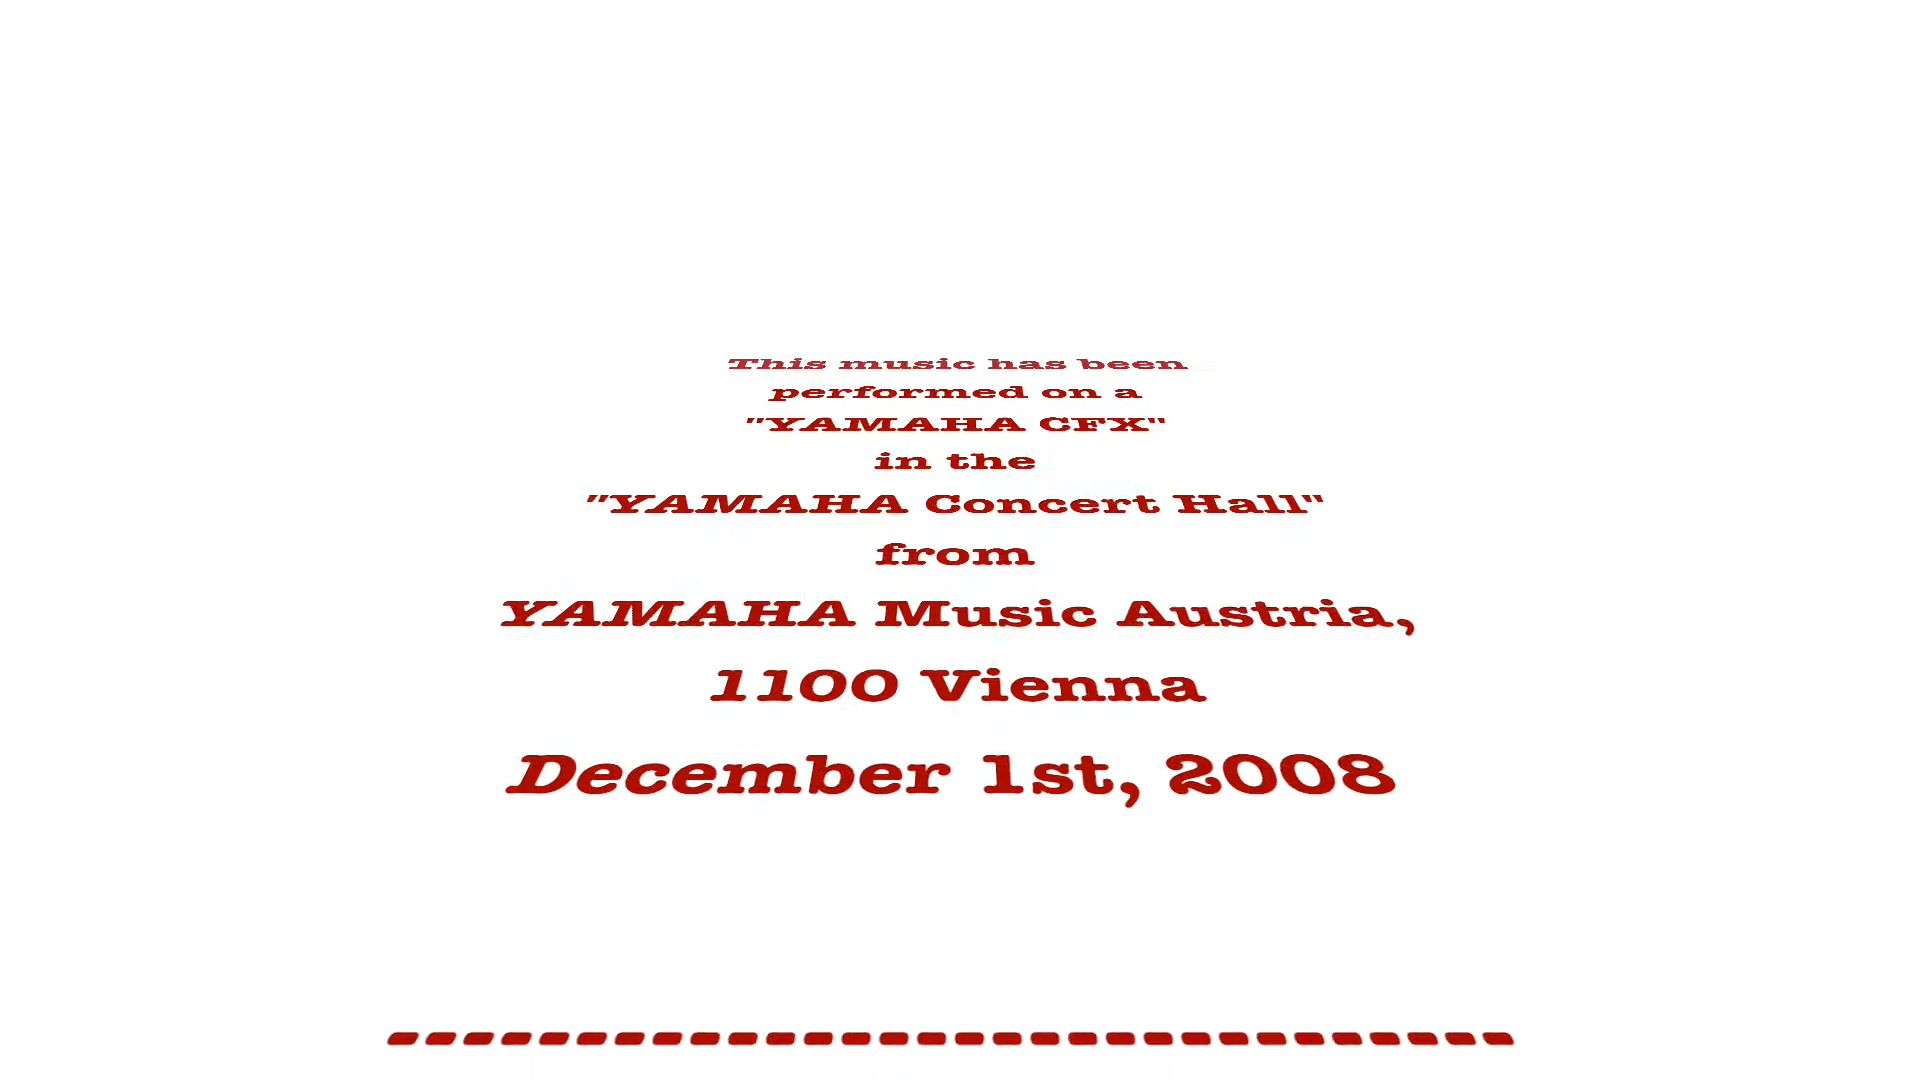 This music has been
performed on a
"YAMAHA CFX"
in the
"YAMAHA Concert Hall"
from
YAMAHA Music Austria,
1100 Vienna
December 1st, 2008
------------------------------